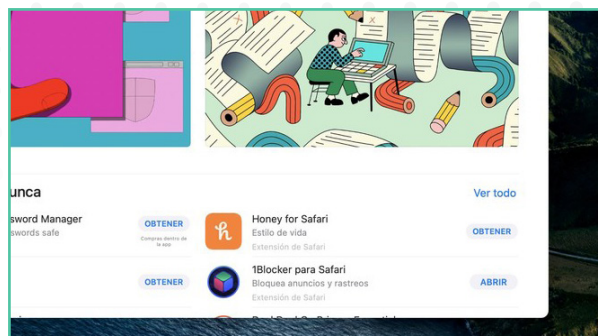 unca
Ver todo
sword Manager
swords safe
OBTENER
Compras dentro de
la app
Honey for Safari
Estilo de vida
Extensión de Safari
OBTENER
OBTENER
1Blocker para Safari
Bloquea anuncios y rastreos
Extensión de Safari
ABRIR